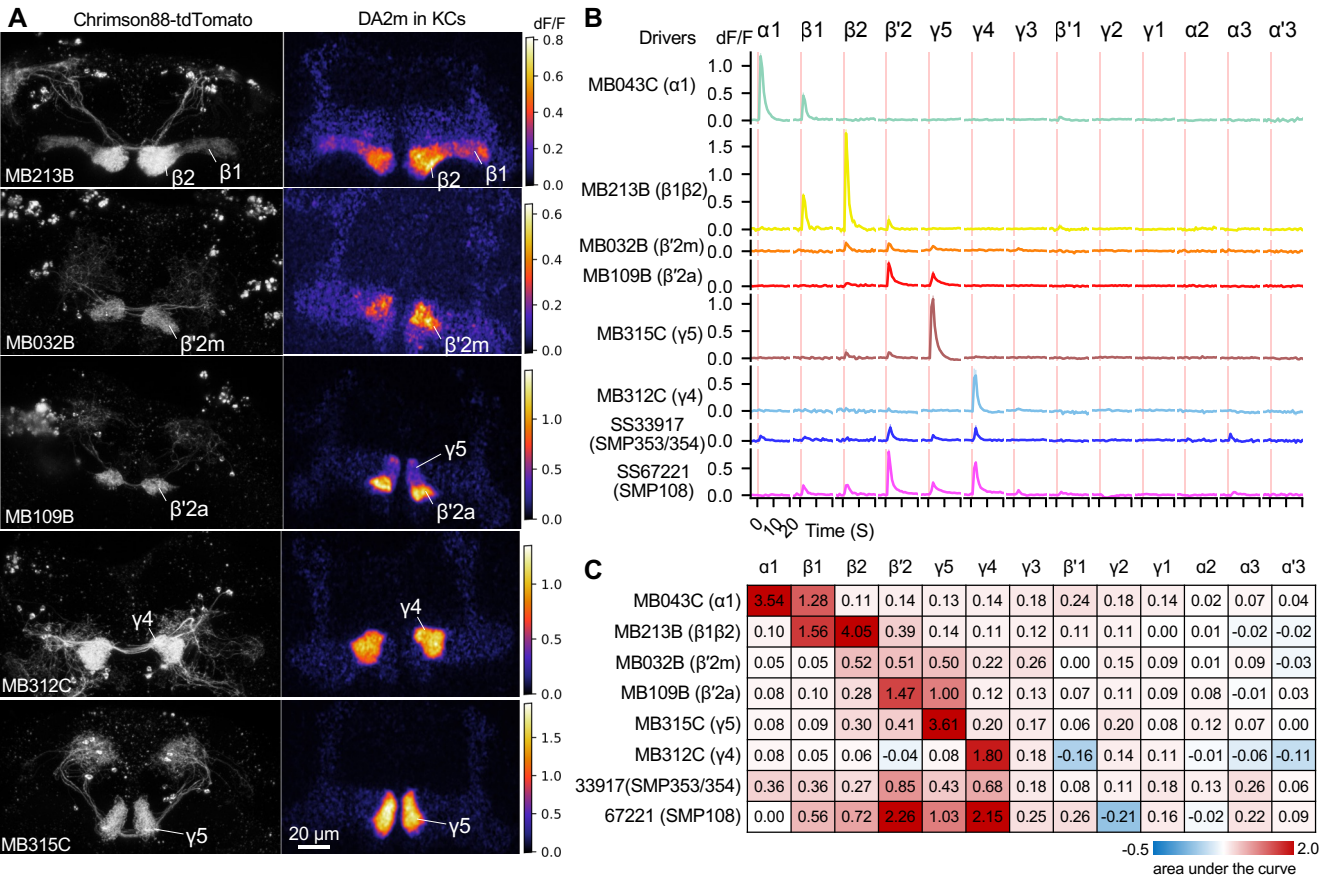 A
Chrimson88-tdTomato
DA2m in KCs
dF/F
0.8
0.6
0.4
0.2
0.0
β2
β1
β2
β1
MB213B
0.6
0.4
0.2
0.0
β'2m
β'2m
MB032B
1.0
0.5
0.0
γ5
β'2a
β'2a
MB109B
1.0
0.5
0.0
γ4
γ4
MB312C
1.5
1.0
0.5
0.0
γ5
γ5
20 µm
MB315C
B
Drivers dF/F α1 β1 β2 β'2 γ5 γ4 γ3 β'1 γ2 γ1 α2 α3 α'3
MB043C (α1)
1.0
0.5
0.0
MB213B (β1β2)
1.5
1.0
0.5
0.0
MB032B (β'2m) 0.0
MB109B (β'2a) 0.0
MB315C (γ5)
1.0
0.5
0.0
MB312C (γ4)
0.5
0.0
SS33917
(SMP353/354) 0.0
SS67221
(SMP108)
0.5
0.0
0 10 20 Time (S)
C
α1 β1 β2 β'2 γ5 γ4 γ3 β'1 γ2 γ1 α2 α3 α'3
MB043C (α1) 3.54 1.28 0.11 0.14 0.13 0.14 0.18 0.24 0.18 0.14 0.02 0.07 0.04
MB213B (β1β2) 0.10 1.56 4.05 0.39 0.14 0.11 0.12 0.11 0.11 0.00 0.01 -0.02 -0.02
MB032B (β'2m) 0.05 0.05 0.52 0.51 0.50 0.22 0.26 0.00 0.15 0.09 0.01 0.09 -0.03
MB109B (β'2a) 0.08 0.10 0.28 1.47 1.00 0.12 0.13 0.07 0.11 0.09 0.08 -0.01 0.03
MB315C (γ5) 0.08 0.09 0.30 0.41 3.61 0.20 0.17 0.06 0.20 0.08 0.12 0.07 0.00
MB312C (γ4) 0.08 0.05 0.06 -0.04 0.08 1.80 0.18 -0.16 0.14 0.11 -0.01 -0.06 -0.11
33917(SMP353/354) 0.36 0.36 0.27 0.85 0.43 0.68 0.18 0.08 0.11 0.18 0.13 0.26 0.06
67221 (SMP108) 0.00 0.56 0.72 2.26 1.03 2.15 0.25 0.26 -0.21 0.16 -0.02 0.22 0.09
-0.5 2.0
area under the curve